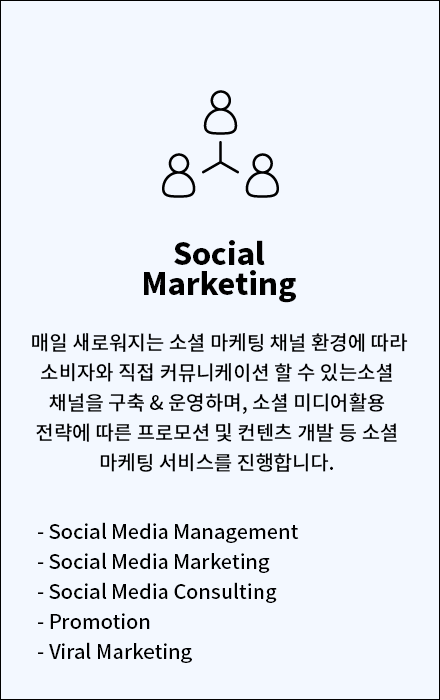 Social
Marketing
매일 새로워지는 소셜 마케팅 채널 환경에 따라
소비자와 직접 커뮤니케이션 할 수 있는소셜
채널을 구축 & 운영하며, 소셜 미디어활용
전략에 따른 프로모션 및 컨텐츠 개발 등 소셜
마케팅 서비스를 진행합니다.
- Social Media Management
- Social Media Marketing
- Social Media Consulting
- Promotion
- Viral Marketing